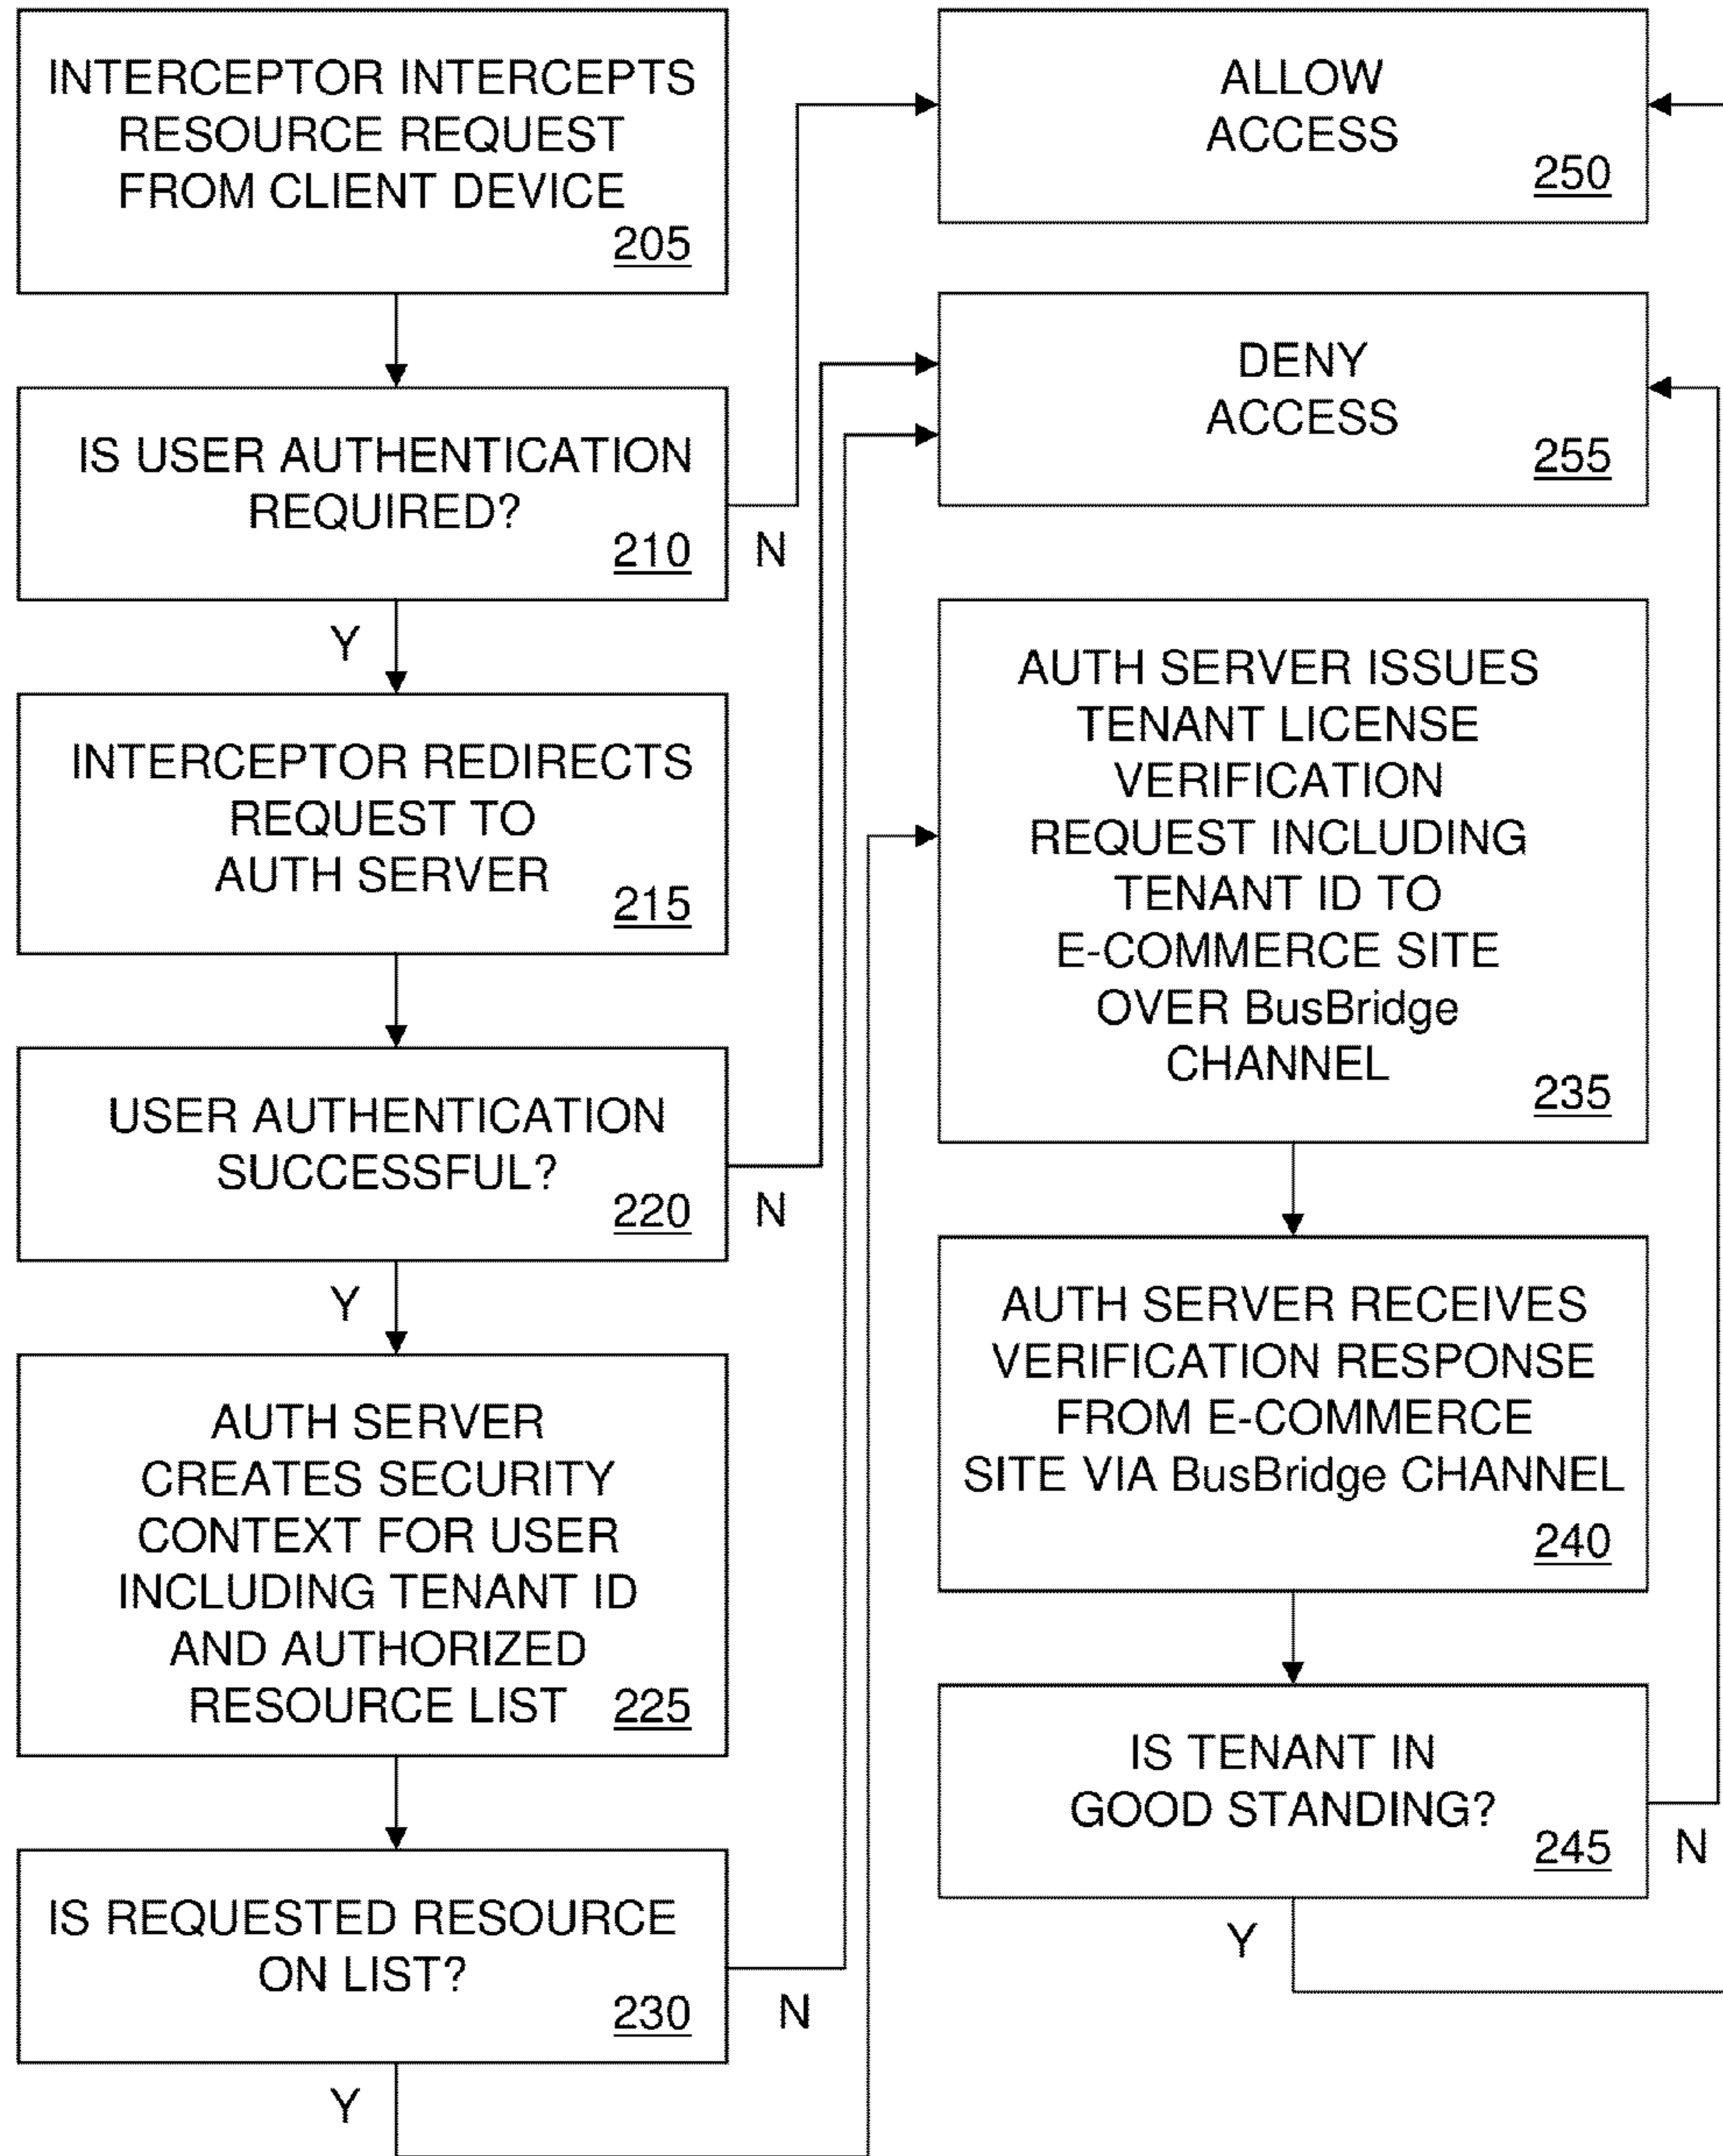 INTERCEPTOR INTERCEPTS
RESOURCE REQUEST
FROM CLIENT DEVICE
205
IS USER AUTHENTICATION
REQUIRED?
210
N
Y
INTERCEPTOR REDIRECTS
REQUEST TO
AUTH SERVER
215
USER AUTHENTICATION
SUCCESSFUL?
220
N
Y
AUTH SERVER
CREATES SECURITY
CONTEXT FOR USER
INCLUDING TENANT ID
AND AUTHORIZED
RESOURCE LIST 225
IS REQUESTED RESOURCE
ON LIST?
230
N
Y
ALLOW
ACCESS
250
DENY
ACCESS
255
AUTH SERVER ISSUES
TENANT LICENSE
VERIFICATION
REQUEST INCLUDING
TENANT ID TO
E-COMMERCE SITE
OVER BusBridge
CHANNEL
235
AUTH SERVER RECEIVES
VERIFICATION RESPONSE
FROM E-COMMERCE
SITE VIA BusBridge CHANNEL
240
IS TENANT IN
GOOD STANDING?
245
N
Y